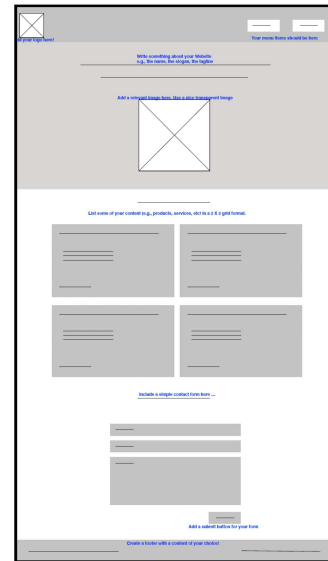 your logo here!
Your menu items should be here
Write something about your Website
e.g., the name, the slogan, the tagline
Add a relevant image here. Use a nice transparent image
List some of your content (e.g., products, services, etc) in a 2 X 2 grid format.
Include a simple contact form here ...
Add a submit button for your form
Create a footer with a content of your choice!